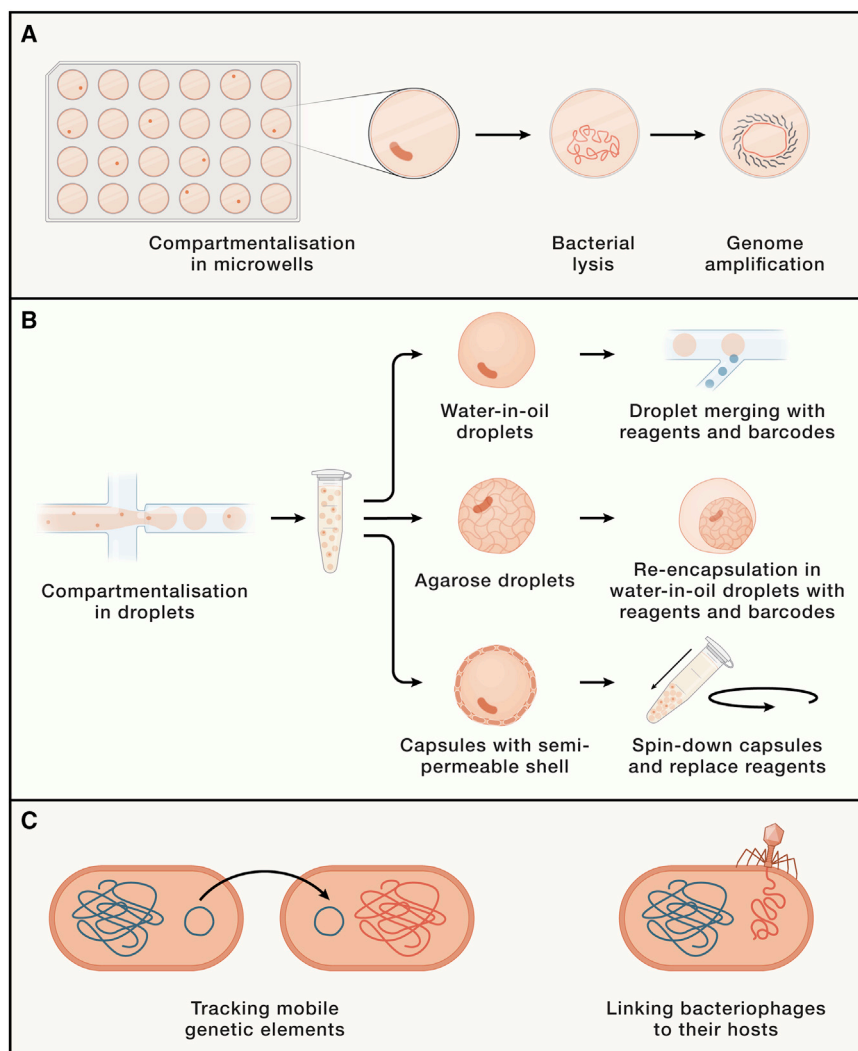 A
Compartmentalisation
in microwells
Bacterial
lysis
Genome
amplification
B
Water-in-oil
droplets
Droplet merging with
reagents and barcodes
Compartmentalisation
in droplets
Agarose droplets
Re-encapsulation in
water-in-oil droplets with
reagents and barcodes
Capsules with semi-
permeable shell
Spin-down capsules
and replace reagents
C
Tracking mobile
genetic elements
Linking bacteriophages
to their hosts